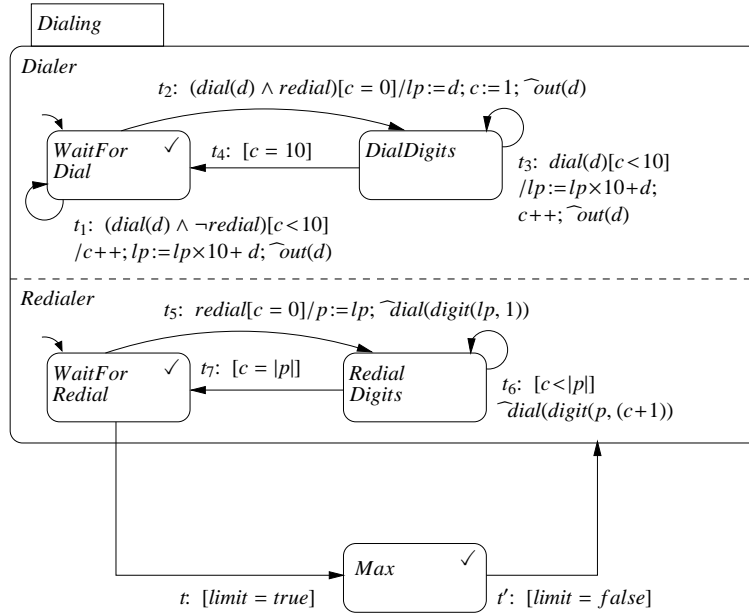 Dialing
Dialer
t₂: (dial(d) ∧ redial)[c = 0]/lp:=d; c:=1; ^out(d)
WaitFor ✓
Dial
t₄: [c = 10]
DialDigits
t₃: dial(d)[c<10]
/lp:=lp×10+d;
c++; ^out(d)
t₁: (dial(d) ∧ ¬redial)[c<10]
/c++; lp:=lp×10+ d; ^out(d)
Redialer
t₅: redial[c = 0]/p:=lp; ^dial(digit(lp, 1))
WaitFor ✓
Redial
t₇: [c = |p|]
Redial
Digits
t₆: [c<|p|]
^dial(digit(p, (c+1))
Max ✓
t: [limit = true]
t′: [limit = false]